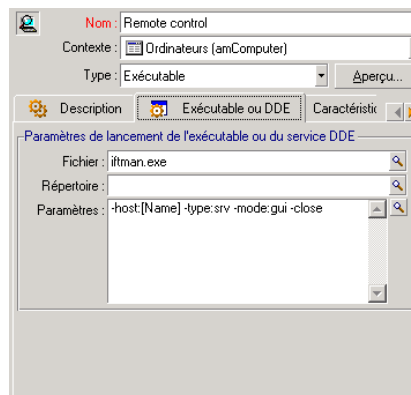 Nom : Remote control
Contexte : Ordinateurs (amComputer)
Type : Exécutable Aperçu...
Description Exécutable ou DDE Caractéristic
Paramètres de lancement de l'exécutable ou du service DDE
Fichier : iftman.exe
Répertoire :
Paramètres : -host:[Name] -type:srv -mode:gui -close